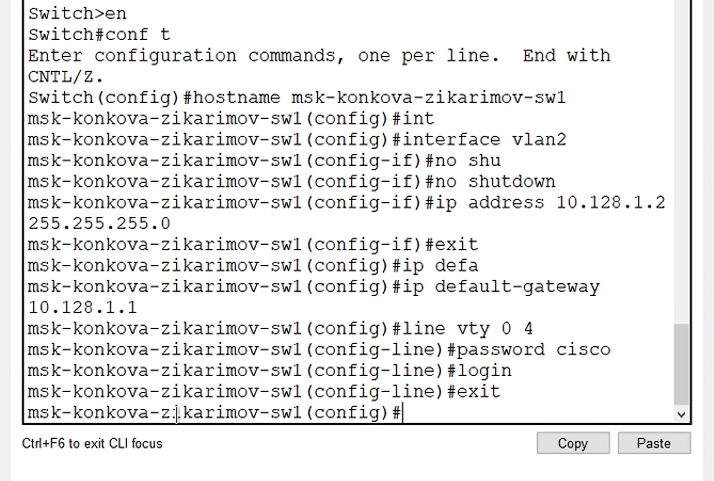 Switch>en
Switch#conf t
Enter configuration commands, one per line.  End with
CNTL/Z.
Switch(config)#hostname msk-konkova-zikarimov-sw1
msk-konkova-zikarimov-sw1(config)#int
msk-konkova-zikarimov-sw1(config)#interface vlan2
msk-konkova-zikarimov-sw1(config-if)#no shu
msk-konkova-zikarimov-sw1(config-if)#no shutdown
msk-konkova-zikarimov-sw1(config-if)#ip address 10.128.1.2
255.255.255.0
msk-konkova-zikarimov-sw1(config-if)#exit
msk-konkova-zikarimov-sw1(config)#ip defa
msk-konkova-zikarimov-sw1(config)#ip default-gateway
10.128.1.1
msk-konkova-zikarimov-sw1(config)#line vty 0 4
msk-konkova-zikarimov-sw1(config-line)#password cisco
msk-konkova-zikarimov-sw1(config-line)#login
msk-konkova-zikarimov-sw1(config-line)#exit
msk-konkova-zikarimov-sw1(config)#
Ctrl+F6 to exit CLI focus
Copy
Paste